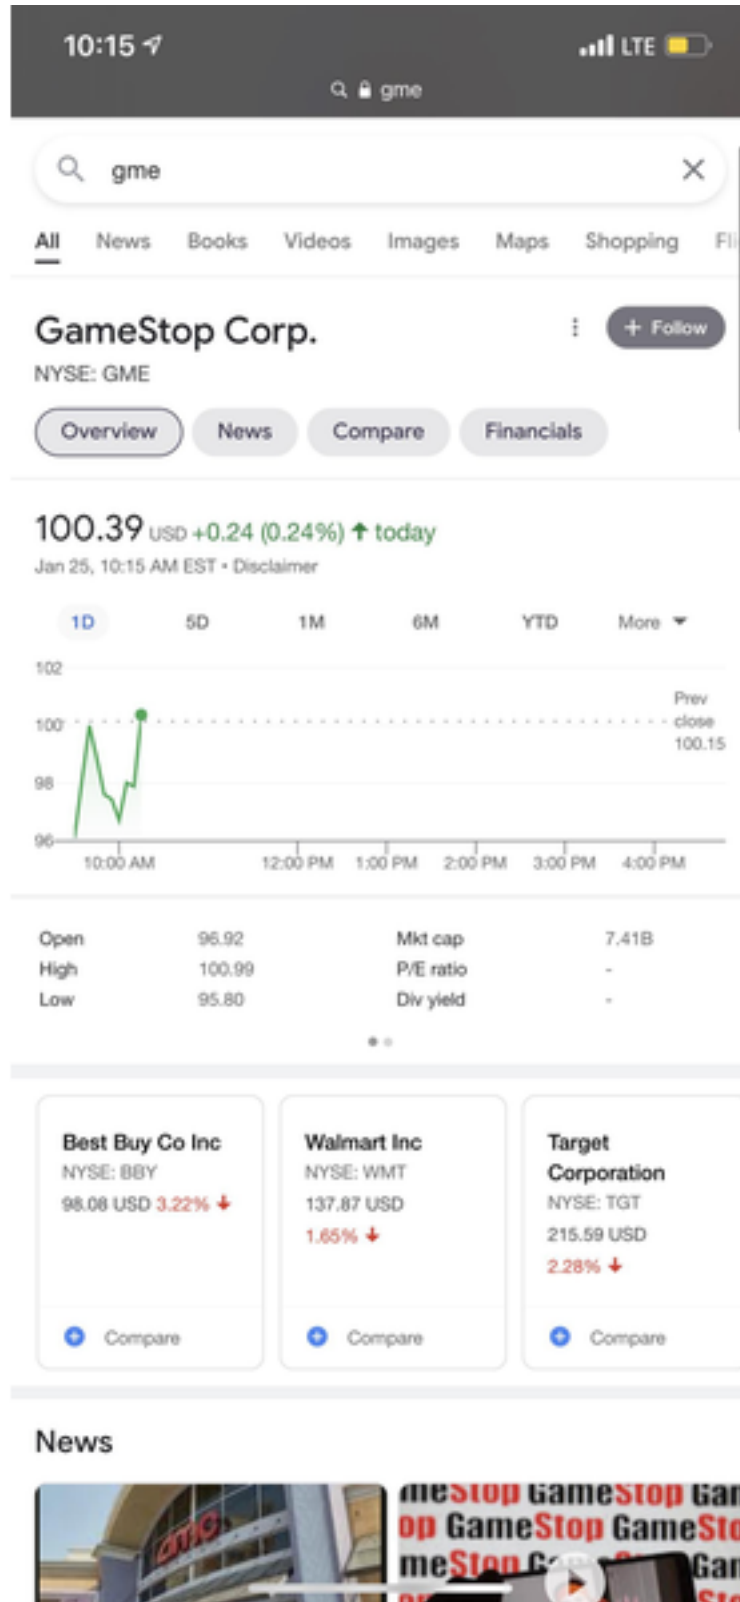 10:15
LTE
gme
gme
All News Books Videos Images Maps Shopping Fli
GameStop Corp.
+ Follow
NYSE: GME
Overview News Compare Financials
100.39 USD +0.24 (0.24%) ↑ today
Jan 25, 10:15 AM EST • Disclaimer
1D 5D 1M 6M YTD More
102
100
98
96
Prev
close
100.15
10:00 AM 12:00 PM 1:00 PM 2:00 PM 3:00 PM 4:00 PM
Open 96.92 Mkt cap 7.41B
High 100.99 P/E ratio -
Low 95.80 Div yield -
Best Buy Co Inc
NYSE: BBY
98.08 USD 3.22% ↓
Compare
Walmart Inc
NYSE: WMT
137.87 USD
1.65% ↓
Compare
Target
Corporation
NYSE: TGT
215.59 USD
2.28% ↓
Compare
News
amc
meStop GameStop Gam
op GameStop GameSto
meStop